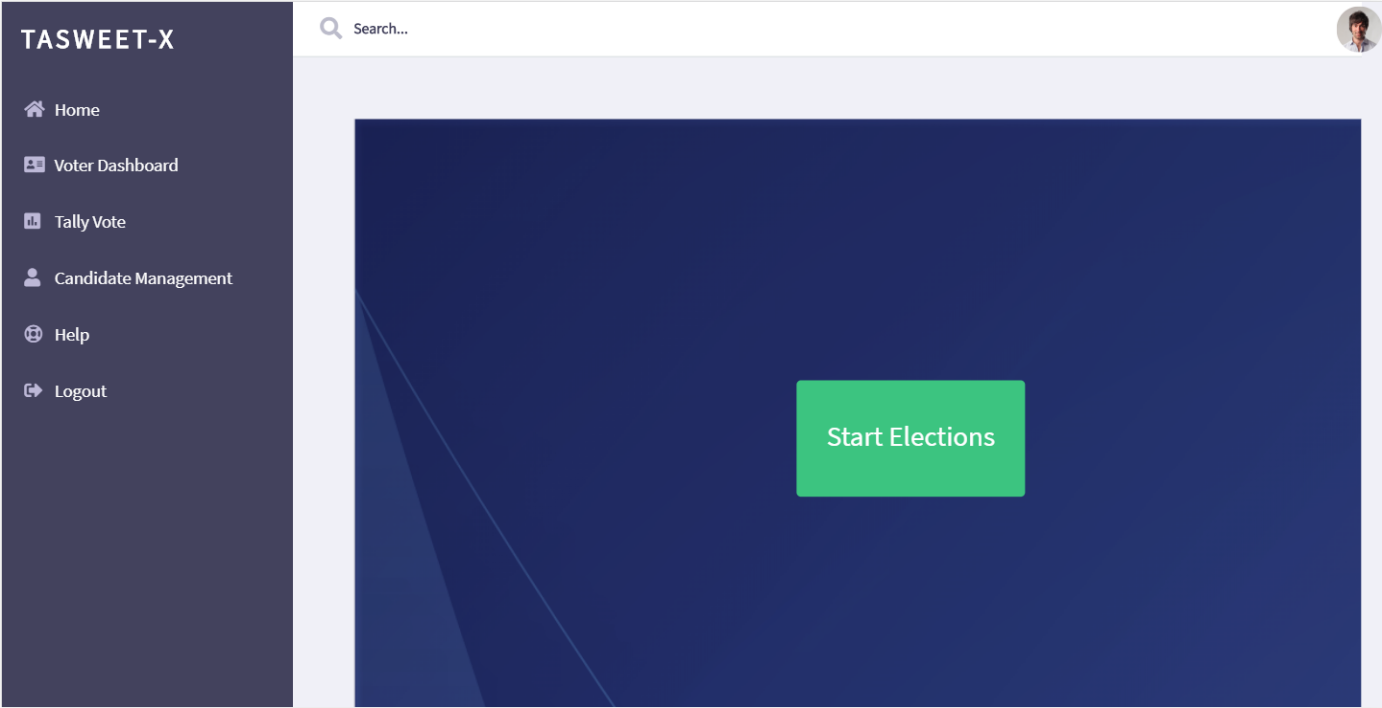 TASWEET-X
Search...
Home
Voter Dashboard
Tally Vote
Candidate Management
Help
Logout
Start Elections